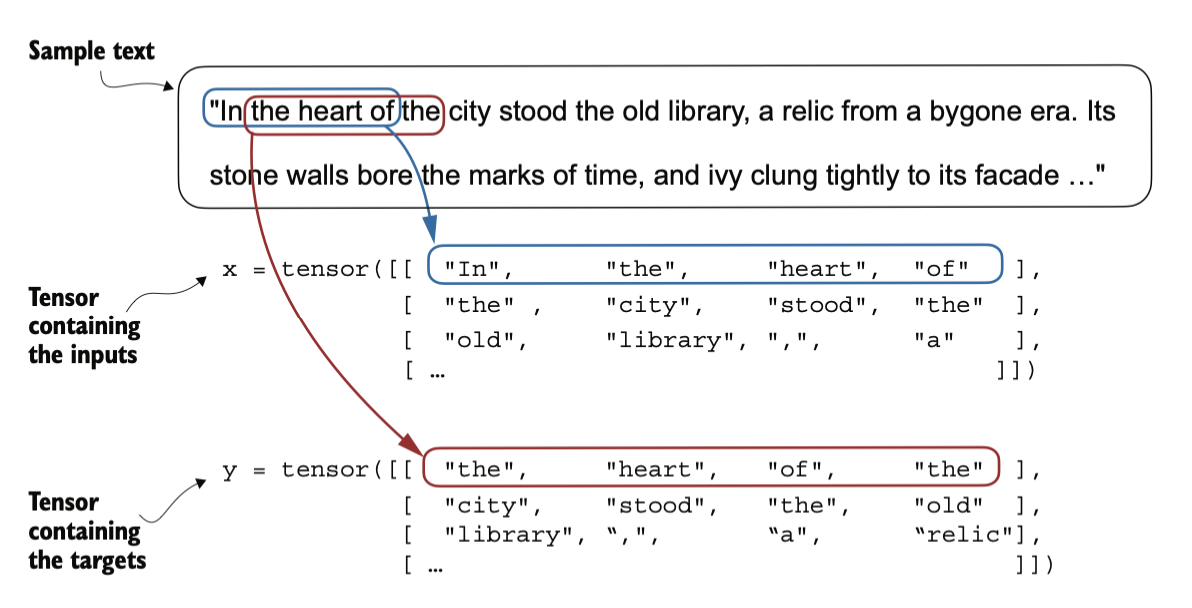 Sample text
"In the heart of the city stood the old library, a relic from a bygone era. Its
stone walls bore the marks of time, and ivy clung tightly to its facade …"
x = tensor([[ "In", "the", "heart", "of" ],
[ "the" , "city", "stood", "the" ],
[ "old", "library", ",", "a" ],
[ … ]])
Tensor
containing
the inputs
y = tensor([[ "the", "heart", "of", "the" ],
[ "city", "stood", "the", "old" ],
[ "library", “,", “a", “relic"],
[ … ]])
Tensor
containing
the targets